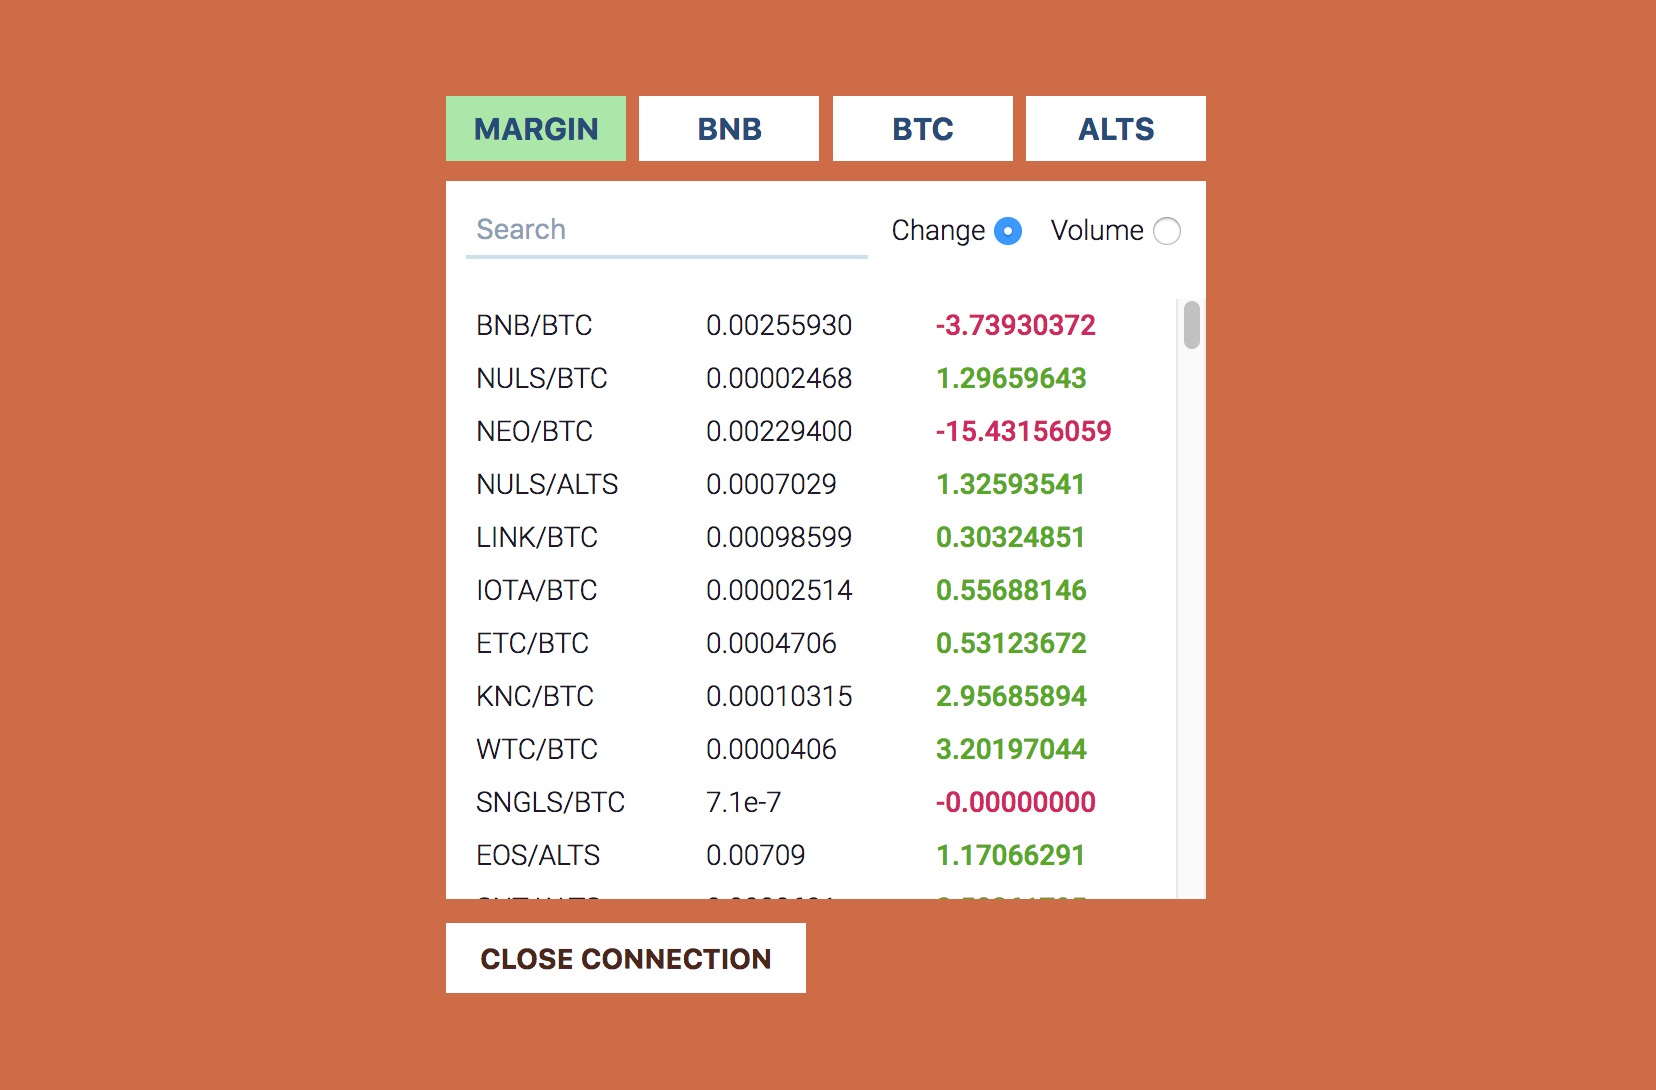 MARGIN BNB BTC ALTS
Search Change Volume
BNB/BTC 0.00255930 -3.73930372
NULS/BTC 0.00002468 1.29659643
NEO/BTC 0.00229400 -15.43156059
NULS/ALTS 0.0007029 1.32593541
LINK/BTC 0.00098599 0.30324851
IOTA/BTC 0.00002514 0.55688146
ETC/BTC 0.0004706 0.53123672
KNC/BTC 0.00010315 2.95685894
WTC/BTC 0.0000406 3.20197044
SNGLS/BTC 7.1e-7 -0.00000000
EOS/ALTS 0.00709 1.17066291
CLOSE CONNECTION